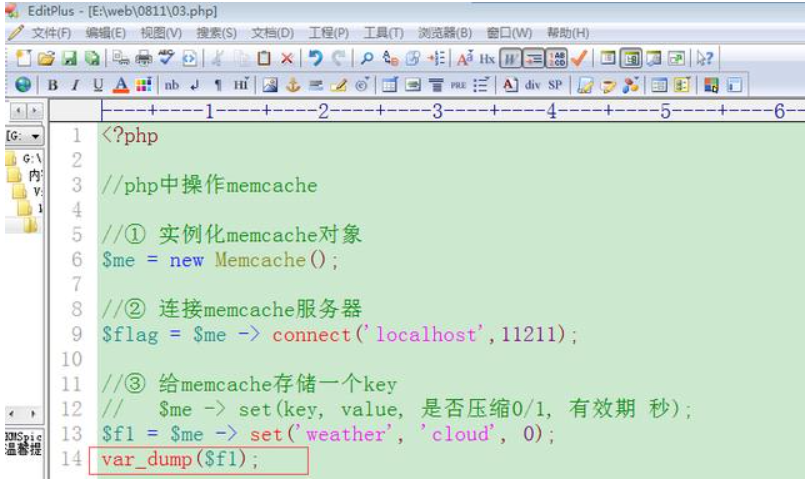 EditPlus - [E:\web\0811\03.php]
文件(F) 编辑(E) 视图(V) 搜索(S) 文档(D) 工程(P) 工具(T) 浏览器(B) 窗口(W) 帮助(H)
B I U A nb ¶ HI PRE A div SP
----+----1----+----2----+----3----+----4----+----5----+----6--
[G:
G:\
内
1 <?php
2
3 //php中操作memcache
4
5 //① 实例化memcache对象
6 $me = new Memcache();
7
8 //② 连接memcache服务器
9 $flag = $me -> connect('localhost',11211);
10
11 //③ 给memcache存储一个key
12 // $me -> set(key, value, 是否压缩0/1, 有效期 秒);
13 $f1 = $me -> set('weather', 'cloud', 0);
14 var_dump($f1);
温馨提